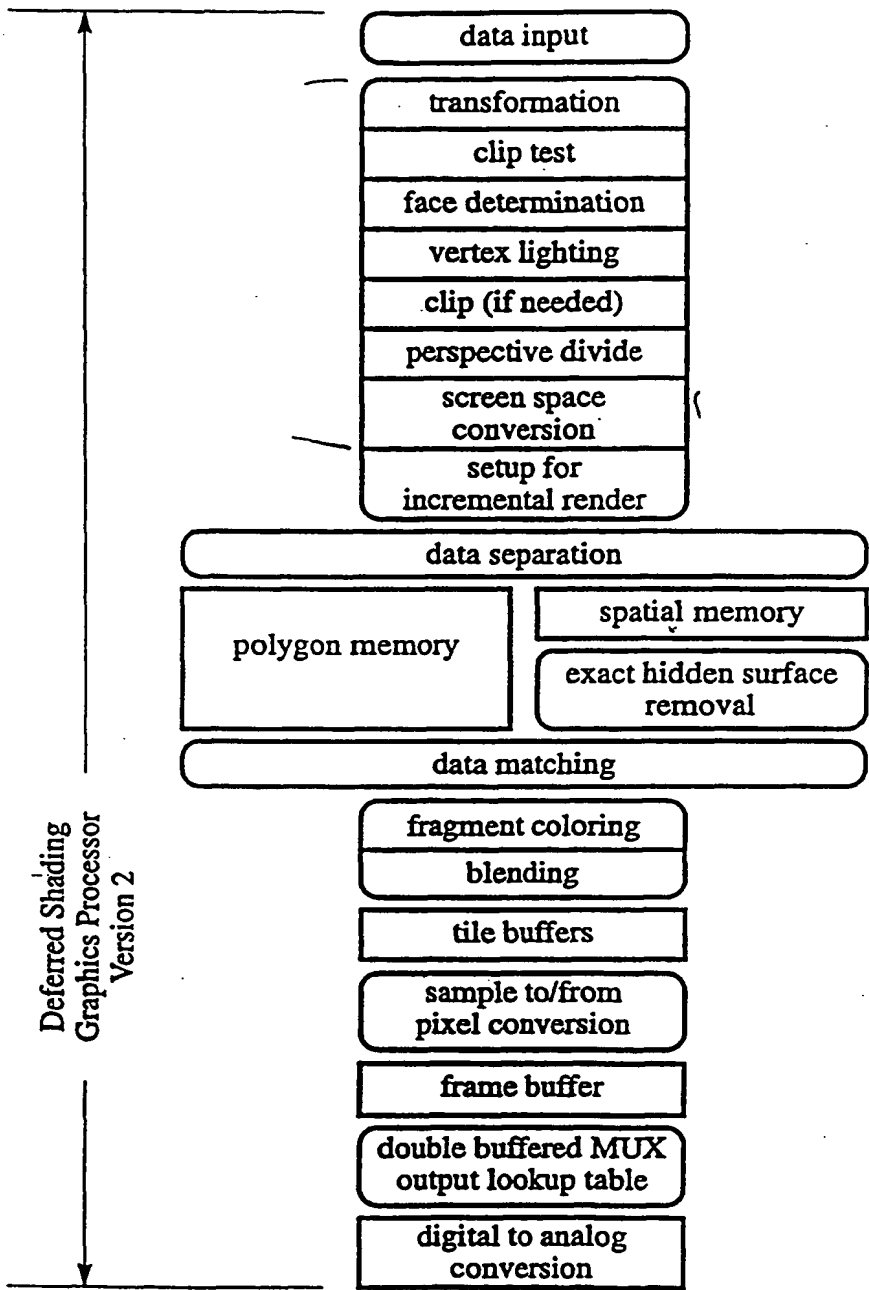 data input
transformation
clip test
face determination
vertex lighting
clip (if needed)
perspective divide
screen space
conversion
setup for
incremental render
data separation
polygon memory
spatial memory
exact hidden surface
removal
data matching
fragment coloring
blending
tile buffers
sample to/from
pixel conversion
frame buffer
double buffered MUX
output lookup table
digital to analog
conversion
Deferred Shading
Graphics Processor
Version 2